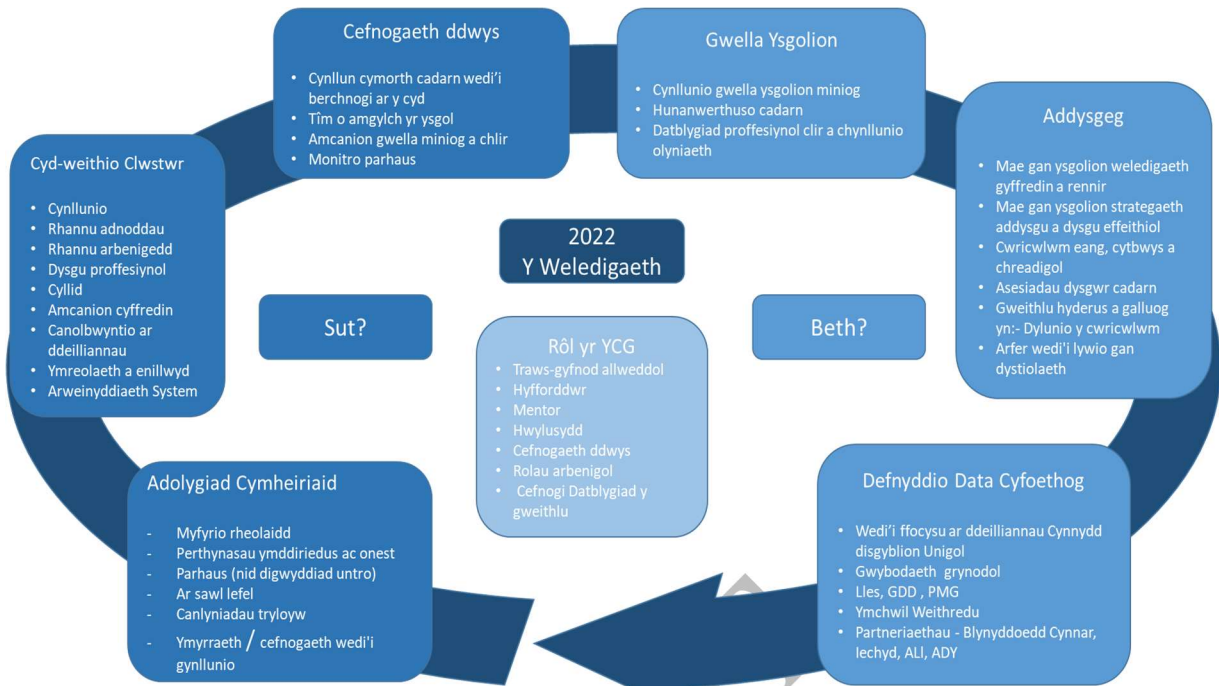 Cefnogaeth ddwys
• Cynllun cymorth cadarn wedi'i
berchnogi ar y cyd
• Tîm o amgylch yr ysgol
• Amcanion gwella miniog a chlir
• Monitro parhaus
Gwella Ysgolion
• Cynllunio gwella ysgolion miniog
• Hunanwerthuso cadarn
• Datblygiad proffesiynol clir a chynllunio
olyniaeth
Addysgeg
• Mae gan ysgolion weledigaeth
gyffredin a rennir
• Mae gan ysgolion strategaeth
addysgu a dysgu effeithiol
• Cwricwlwm eang, cytbwys a
chreadigol
• Asesiadau dysgwr cadarn
• Gweithlu hyderus a galluog
yn:- Dylunio y cwricwlwm
• Arfer wedi'i lywio gan
dystiolaeth
Cyd-weithio Clwstwr
• Cynllunio
• Rhannu adnoddau
• Rhannu arbenigedd
• Dysgu proffesiynol
• Cyllid
• Amcanion cyffredin
• Canolbwyntio ar
ddeilliannau
• Ymreolaeth a enillwyd
• Arweinyddiaeth System
2022
Y Weledigaeth
Sut?
Beth?
Rôl yr YCG
• Traws-gyfnod allweddol
• Hyfforddwr
• Mentor
• Hwylusydd
• Cefnogaeth ddwys
• Rolau arbenigol
• Cefnogi Datblygiad y
gweithlu
Adolygiad Cymheiriaid
- Myfyrio rheolaidd
- Perthynasau ymddiriedus ac onest
- Parhaus (nid digwyddiad untro)
- Ar sawl lefel
- Canlyniadau tryloyw
- Ymyrraeth / cefnogaeth wedi'i
gynllunio
Defnyddio Data Cyfoethog
• Wedi'i ffocysu ar ddeilliannau Cynnydd
disgyblion Unigol
• Gwybodaeth grynodol
• Lles, GDD , PMG
• Ymchwil Weithredu
• Partneriaethau - Blynyddoedd Cynnar,
Iechyd, ALl, ADY